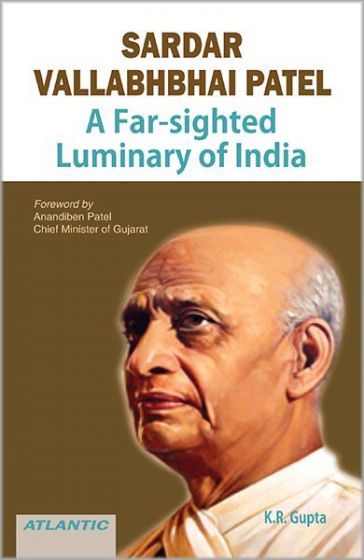 SARDAR
VALLABHBHAI PATEL
A Far-sighted
Luminary of India
Foreword by
Anandiben Patel
Chief Minister of Gujarat
K.R. Gupta
ATLANTIC